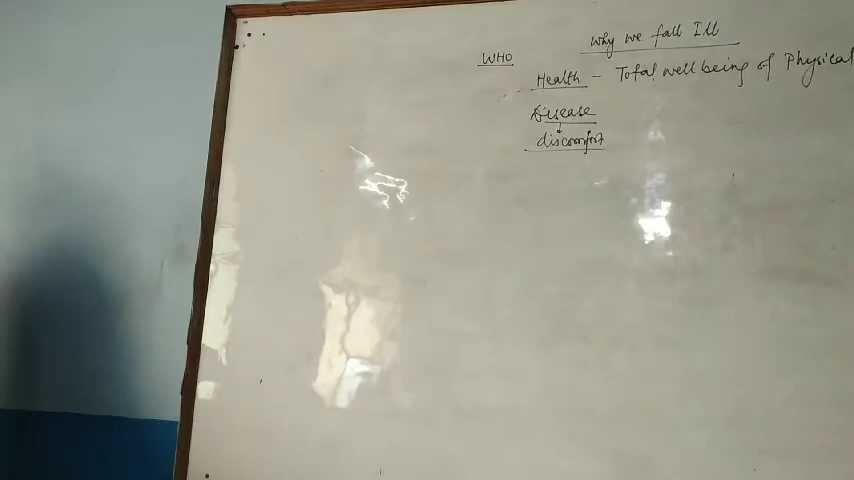 Why we fall Ill
WHO
Health - Total well being of Physical
Disease
discomfort